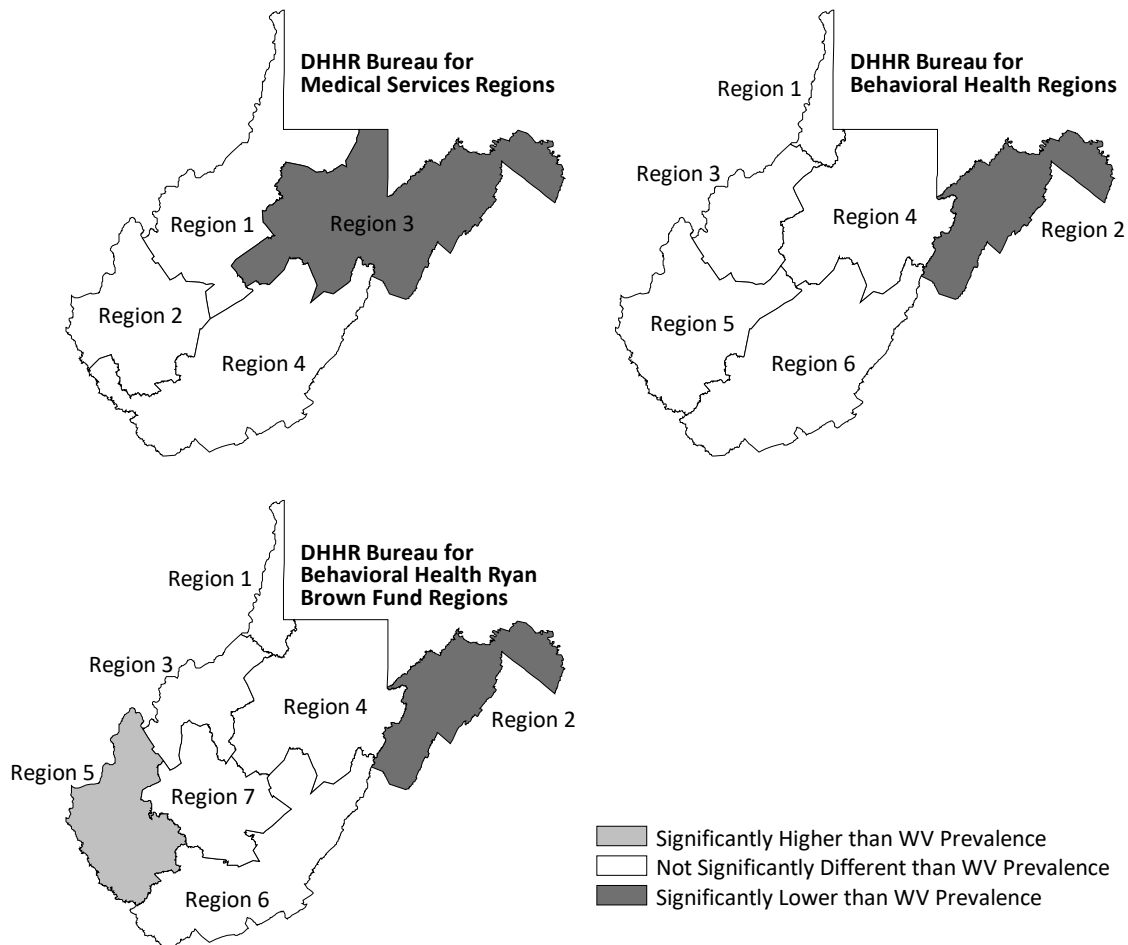 DHHR Bureau for
Medical Services Regions
Region 1
Region 3
Region 2
Region 4
DHHR Bureau for
Behavioral Health Regions
Region 1
Region 3
Region 4
Region 2
Region 5
Region 6
DHHR Bureau for
Behavioral Health Ryan
Brown Fund Regions
Region 1
Region 3
Region 4
Region 2
Region 5
Region 7
Region 6
Significantly Higher than WV Prevalence
Not Significantly Different than WV Prevalence
Significantly Lower than WV Prevalence